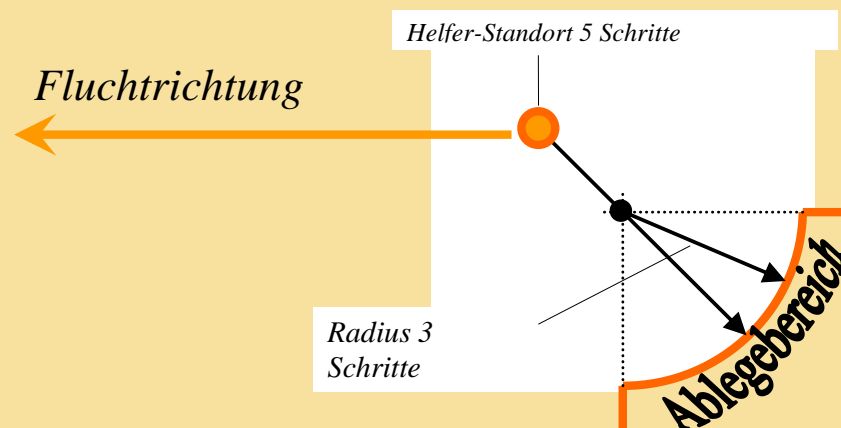 Helfer-Standort 5 Schritte
Fluchtrichtung
Radius 3
Schritte
Ablegebereich